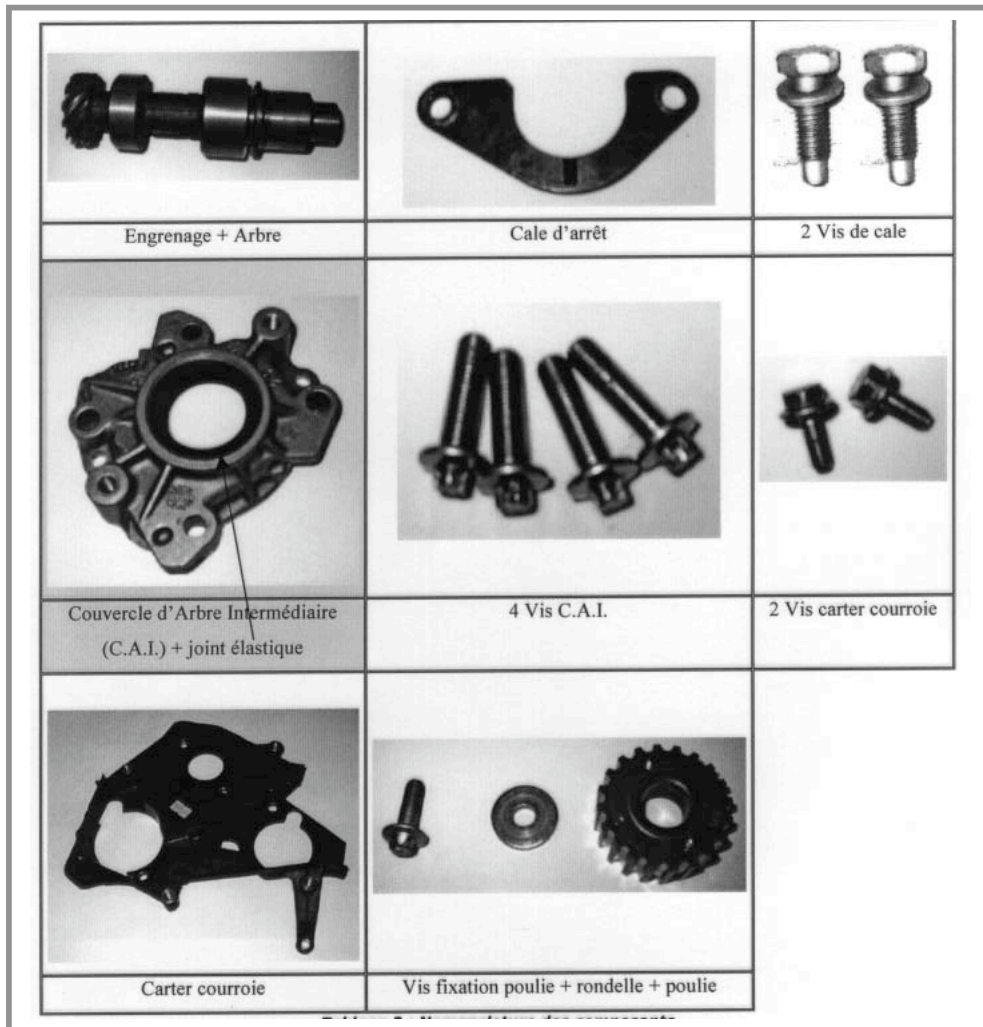 Engrenage + Arbre
Cale d'arrêt
2 Vis de cale
Couvercle d'Arbre Intermédiaire
(C.A.I.) + joint élastique
4 Vis C.A.I.
2 Vis carter courroie
Carter courroie
Vis fixation poulie + rondelle + poulie